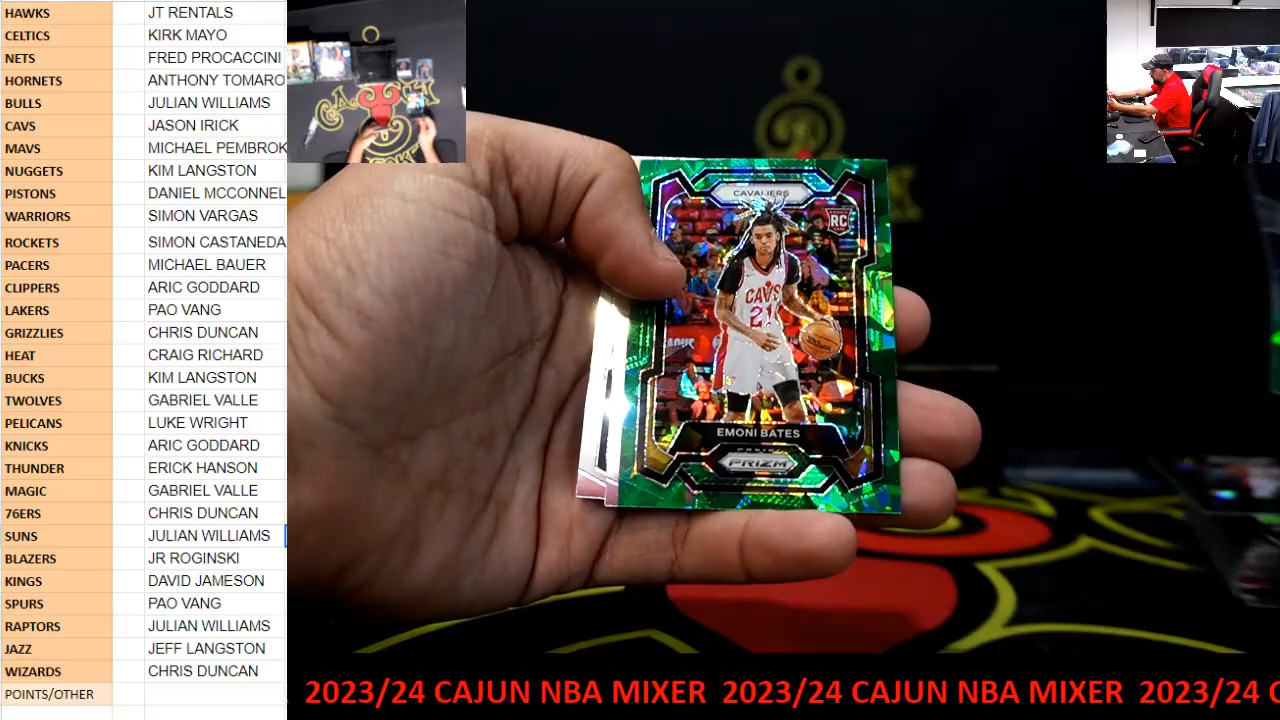 HAWKS JT RENTALS
CELTICS KIRK MAYO
NETS FRED PROCACCINI
HORNETS ANTHONY TOMARO
BULLS JULIAN WILLIAMS
CAVS JASON IRICK
MAVS MICHAEL PEMBROK
NUGGETS KIM LANGSTON
PISTONS DANIEL MCCONNEL
WARRIORS SIMON VARGAS
ROCKETS SIMON CASTANEDA
PACERS MICHAEL BAUER
CLIPPERS ARIC GODDARD
LAKERS PAO VANG
GRIZZLIES CHRIS DUNCAN
HEAT CRAIG RICHARD
BUCKS KIM LANGSTON
TWOLVES GABRIEL VALLE
PELICANS LUKE WRIGHT
KNICKS ARIC GODDARD
THUNDER ERICK HANSON
MAGIC GABRIEL VALLE
76ERS CHRIS DUNCAN
SUNS JULIAN WILLIAMS
BLAZERS JR ROGINSKI
KINGS DAVID JAMESON
SPURS PAO VANG
RAPTORS JULIAN WILLIAMS
JAZZ JEFF LANGSTON
WIZARDS CHRIS DUNCAN
POINTS/OTHER
CAVALIERS
RC
CAVS
21
Wilson
EMONI BATES
PANINI
PRIZM
2023/24 CAJUN NBA MIXER 2023/24 CAJUN NBA MIXER 2023/24 C